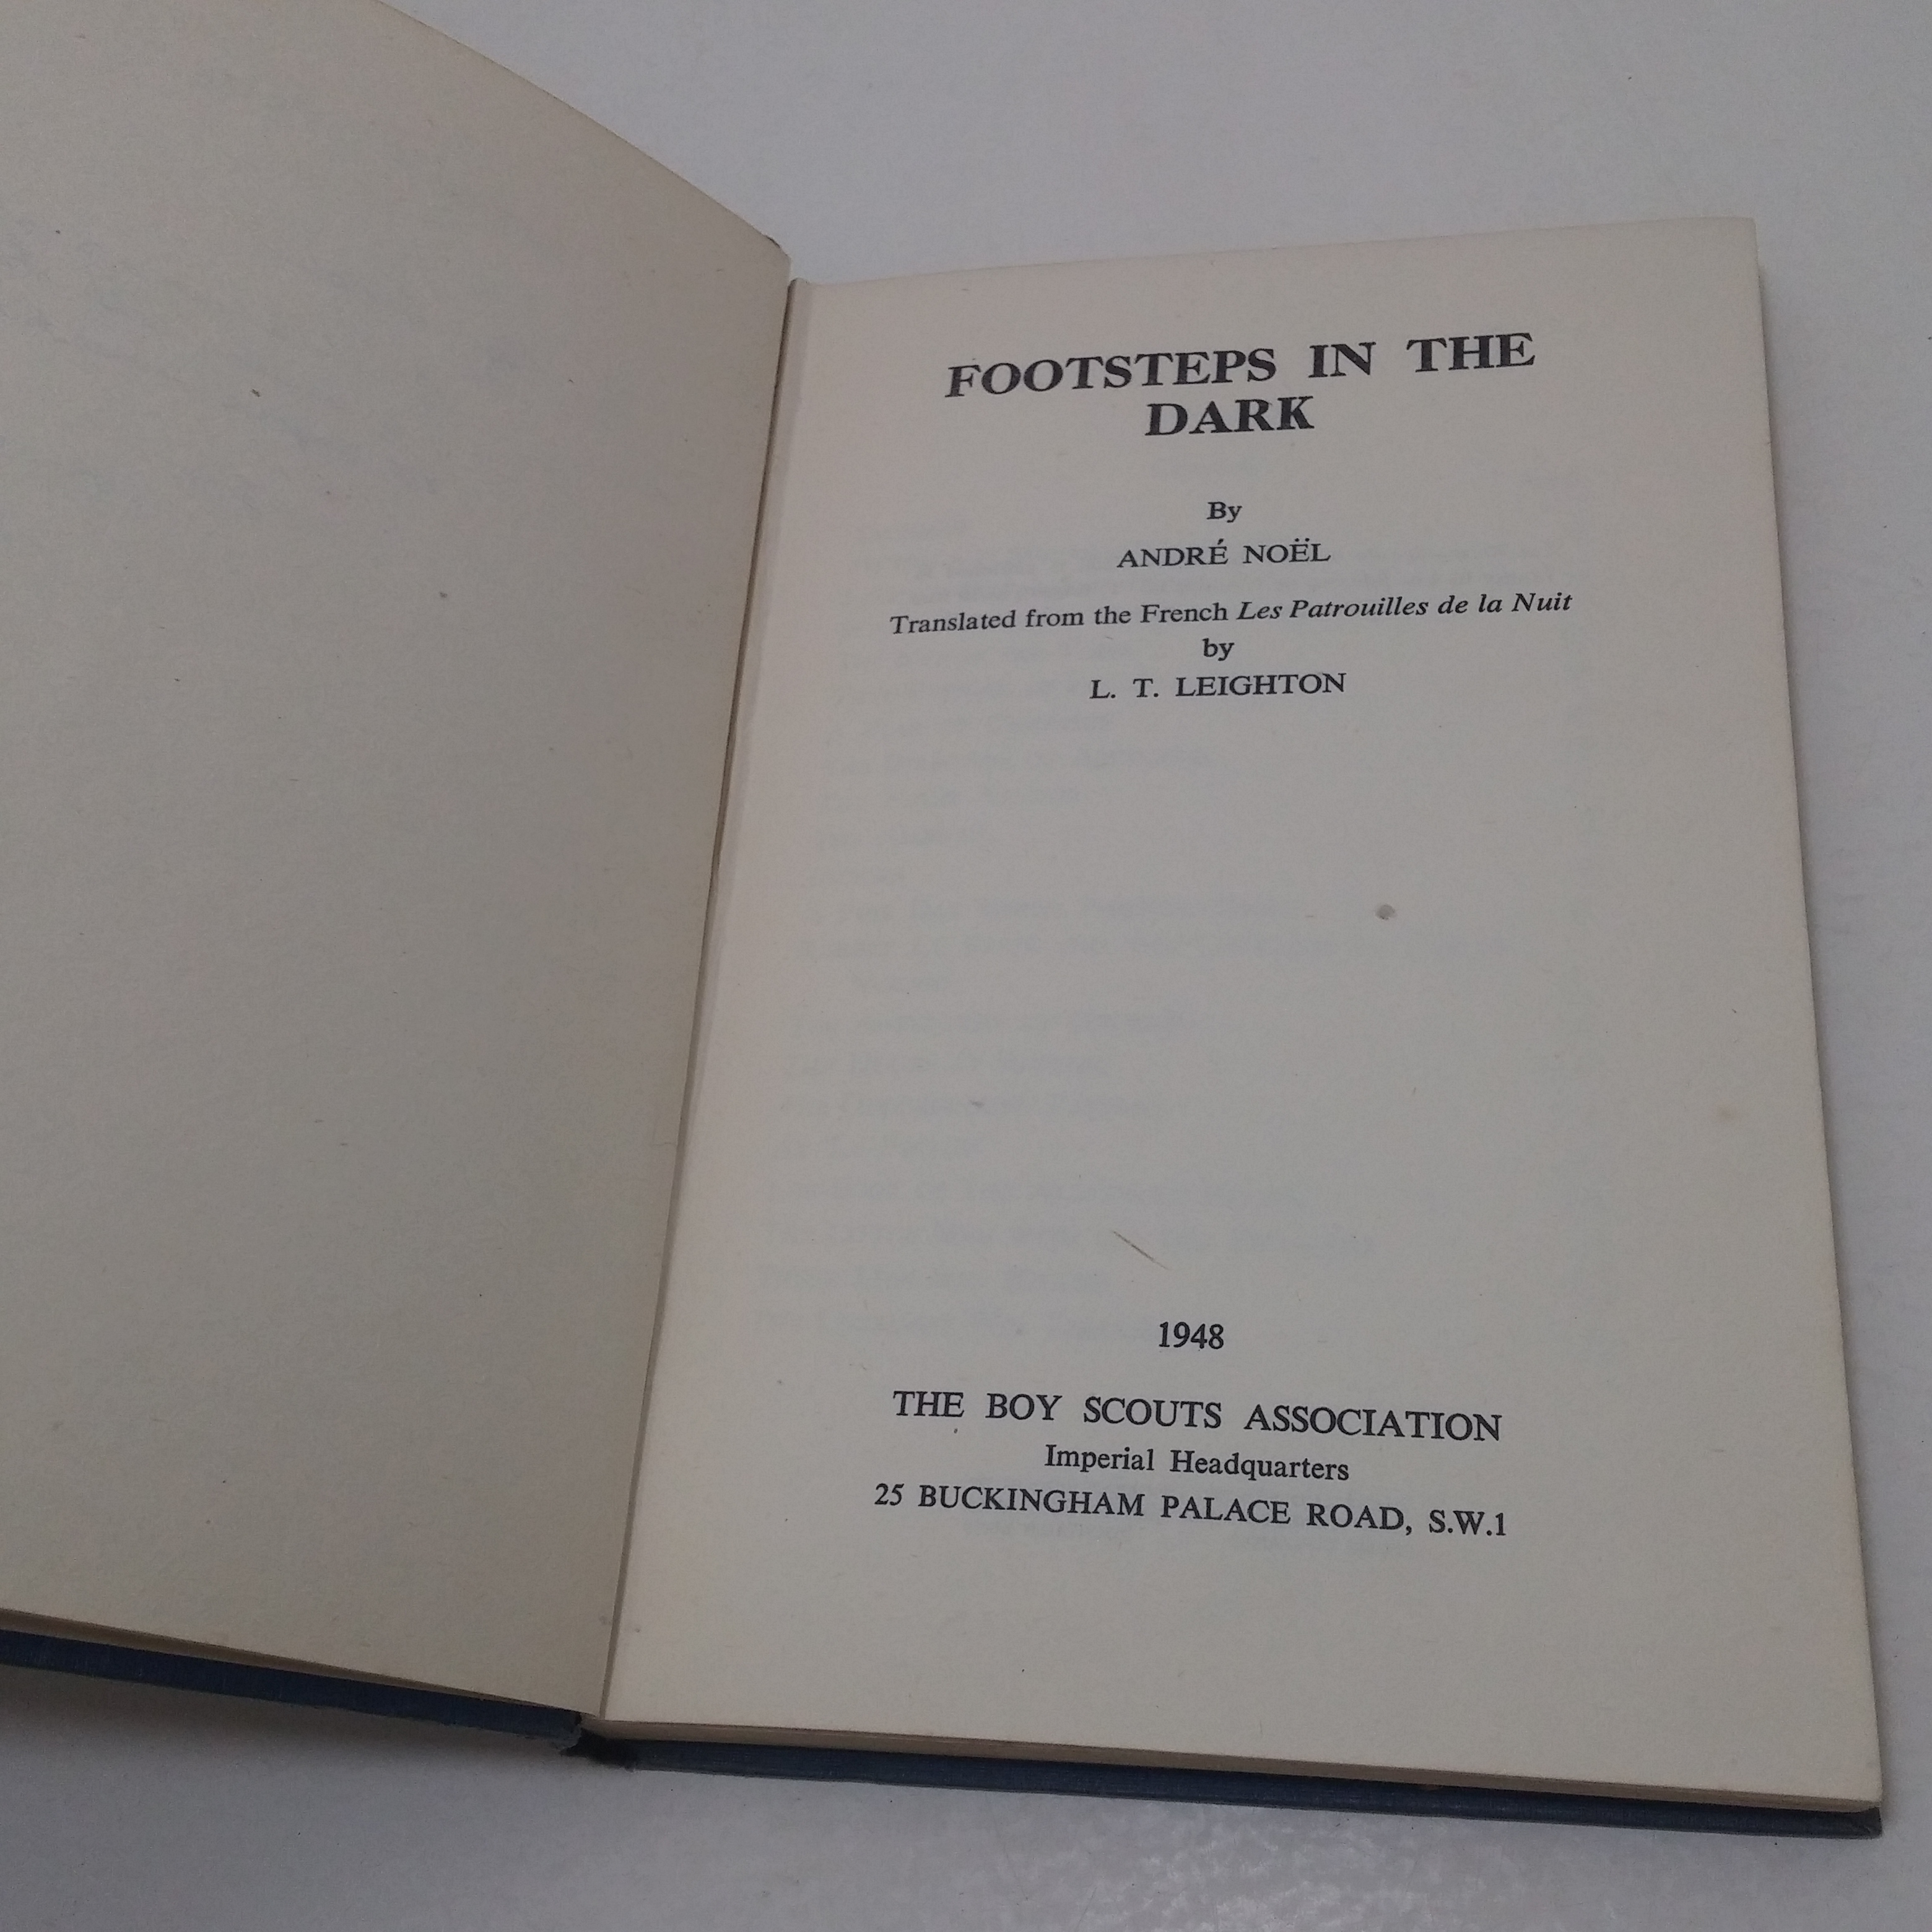 FOOTSTEPS IN THE
DARK
By
ANDRÉ NOËL
Translated from the French Les Patrouilles de la Nuit
by
L. T. LEIGHTON
1948
THE BOY SCOUTS ASSOCIATION
Imperial Headquarters
25 BUCKINGHAM PALACE ROAD, S.W.1